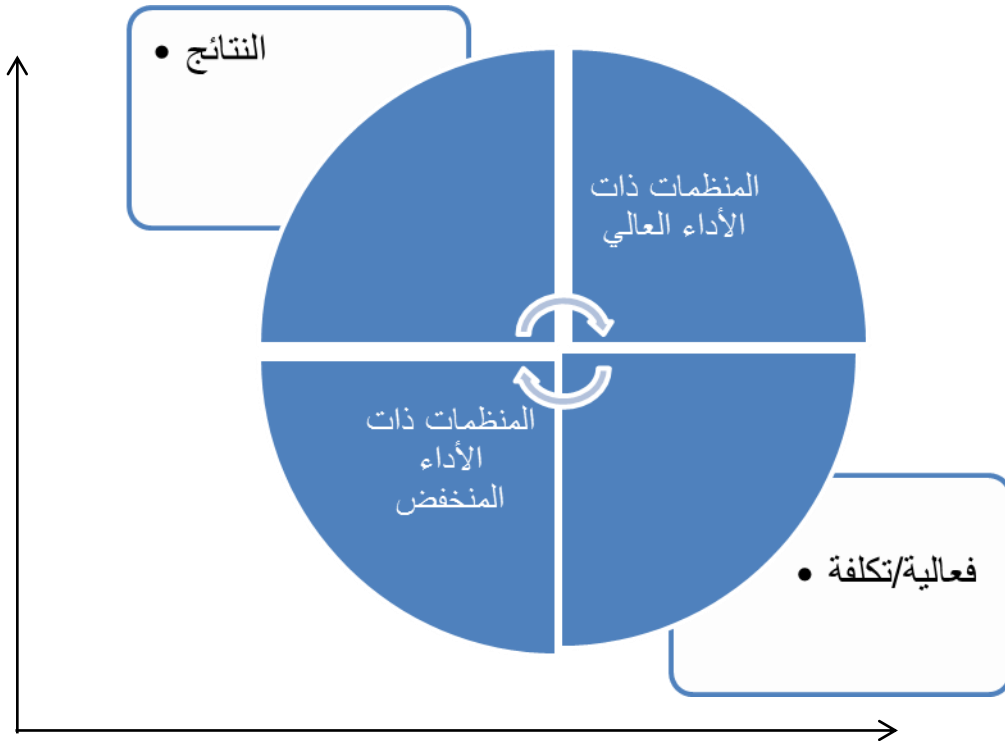 النتائج
المنظمات ذات
الأداء العالي
المنظمات ذات
الأداء
المنخفض
فعالية/تكلفة